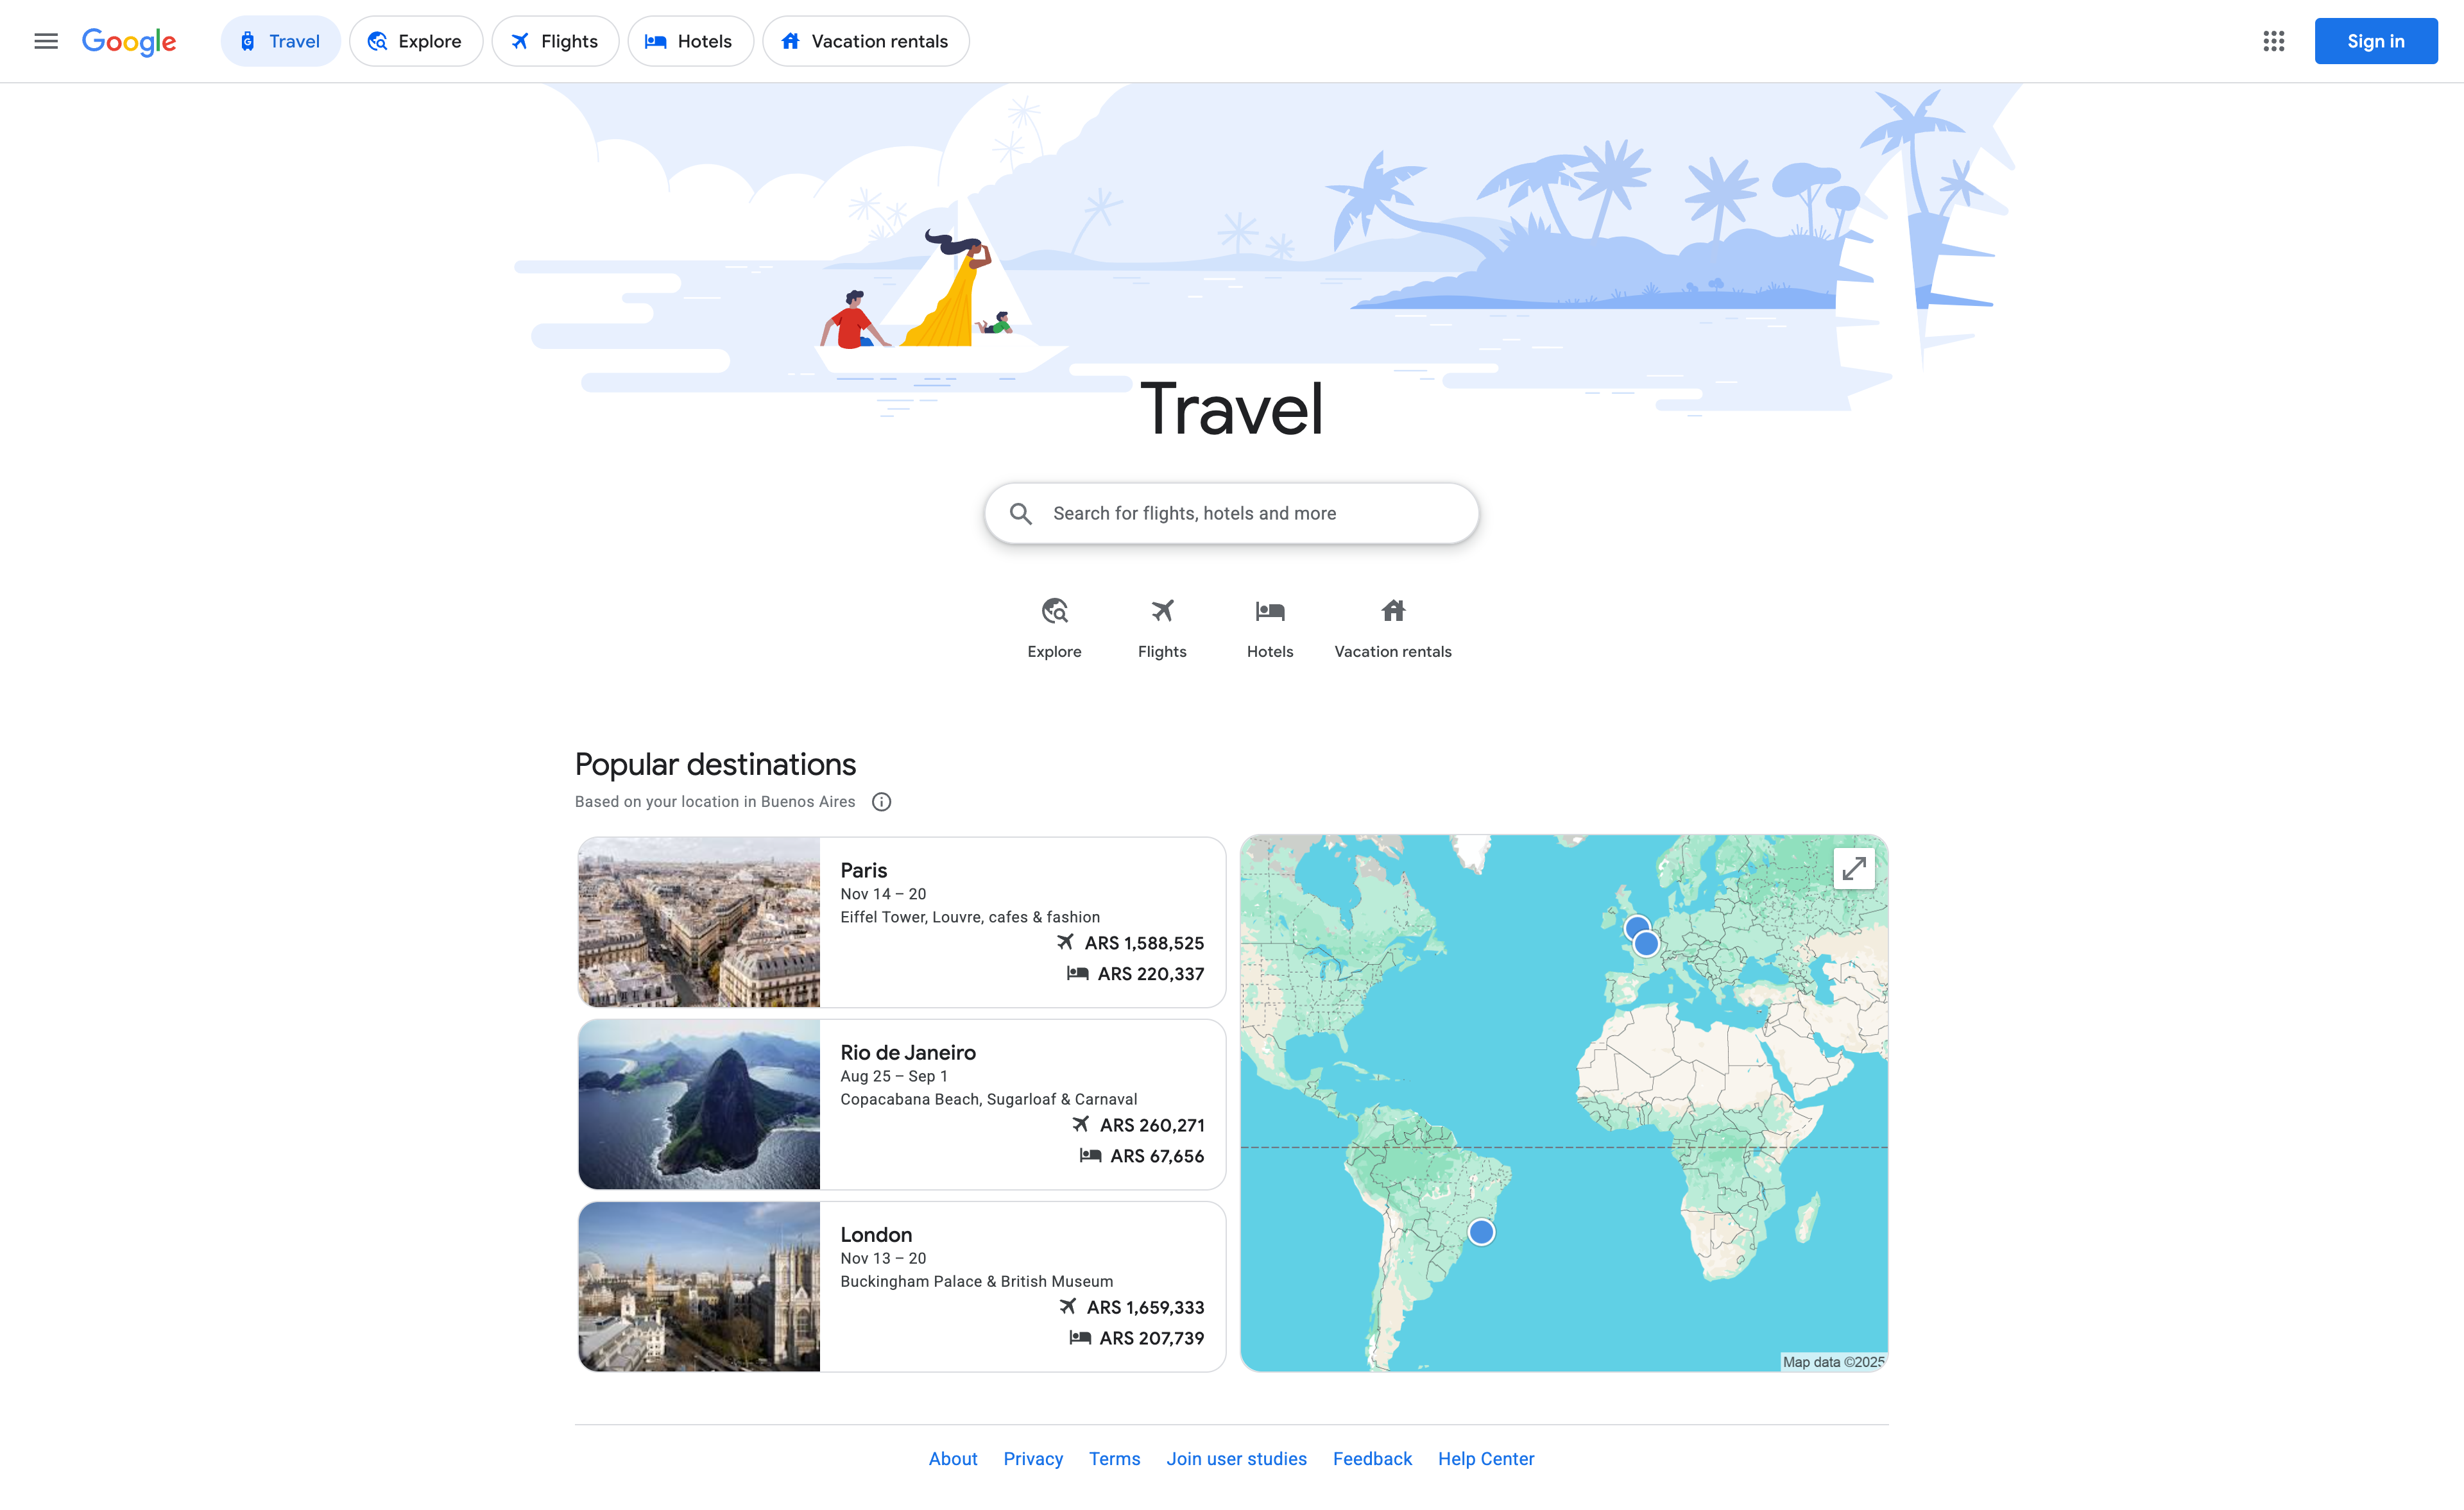 Google
Travel
Explore
Flights
Hotels
Vacation rentals
Sign in
Travel
Search for flights, hotels and more
Explore
Flights
Hotels
Vacation rentals
Popular destinations
Based on your location in Buenos Aires
Paris
Nov 14 – 20
Eiffel Tower, Louvre, cafes & fashion
ARS 1,588,525
ARS 220,337
Rio de Janeiro
Aug 25 – Sep 1
Copacabana Beach, Sugarloaf & Carnaval
ARS 260,271
ARS 67,656
London
Nov 13 – 20
Buckingham Palace & British Museum
ARS 1,659,333
ARS 207,739
Map data ©2025
About
Privacy
Terms
Join user studies
Feedback
Help Center